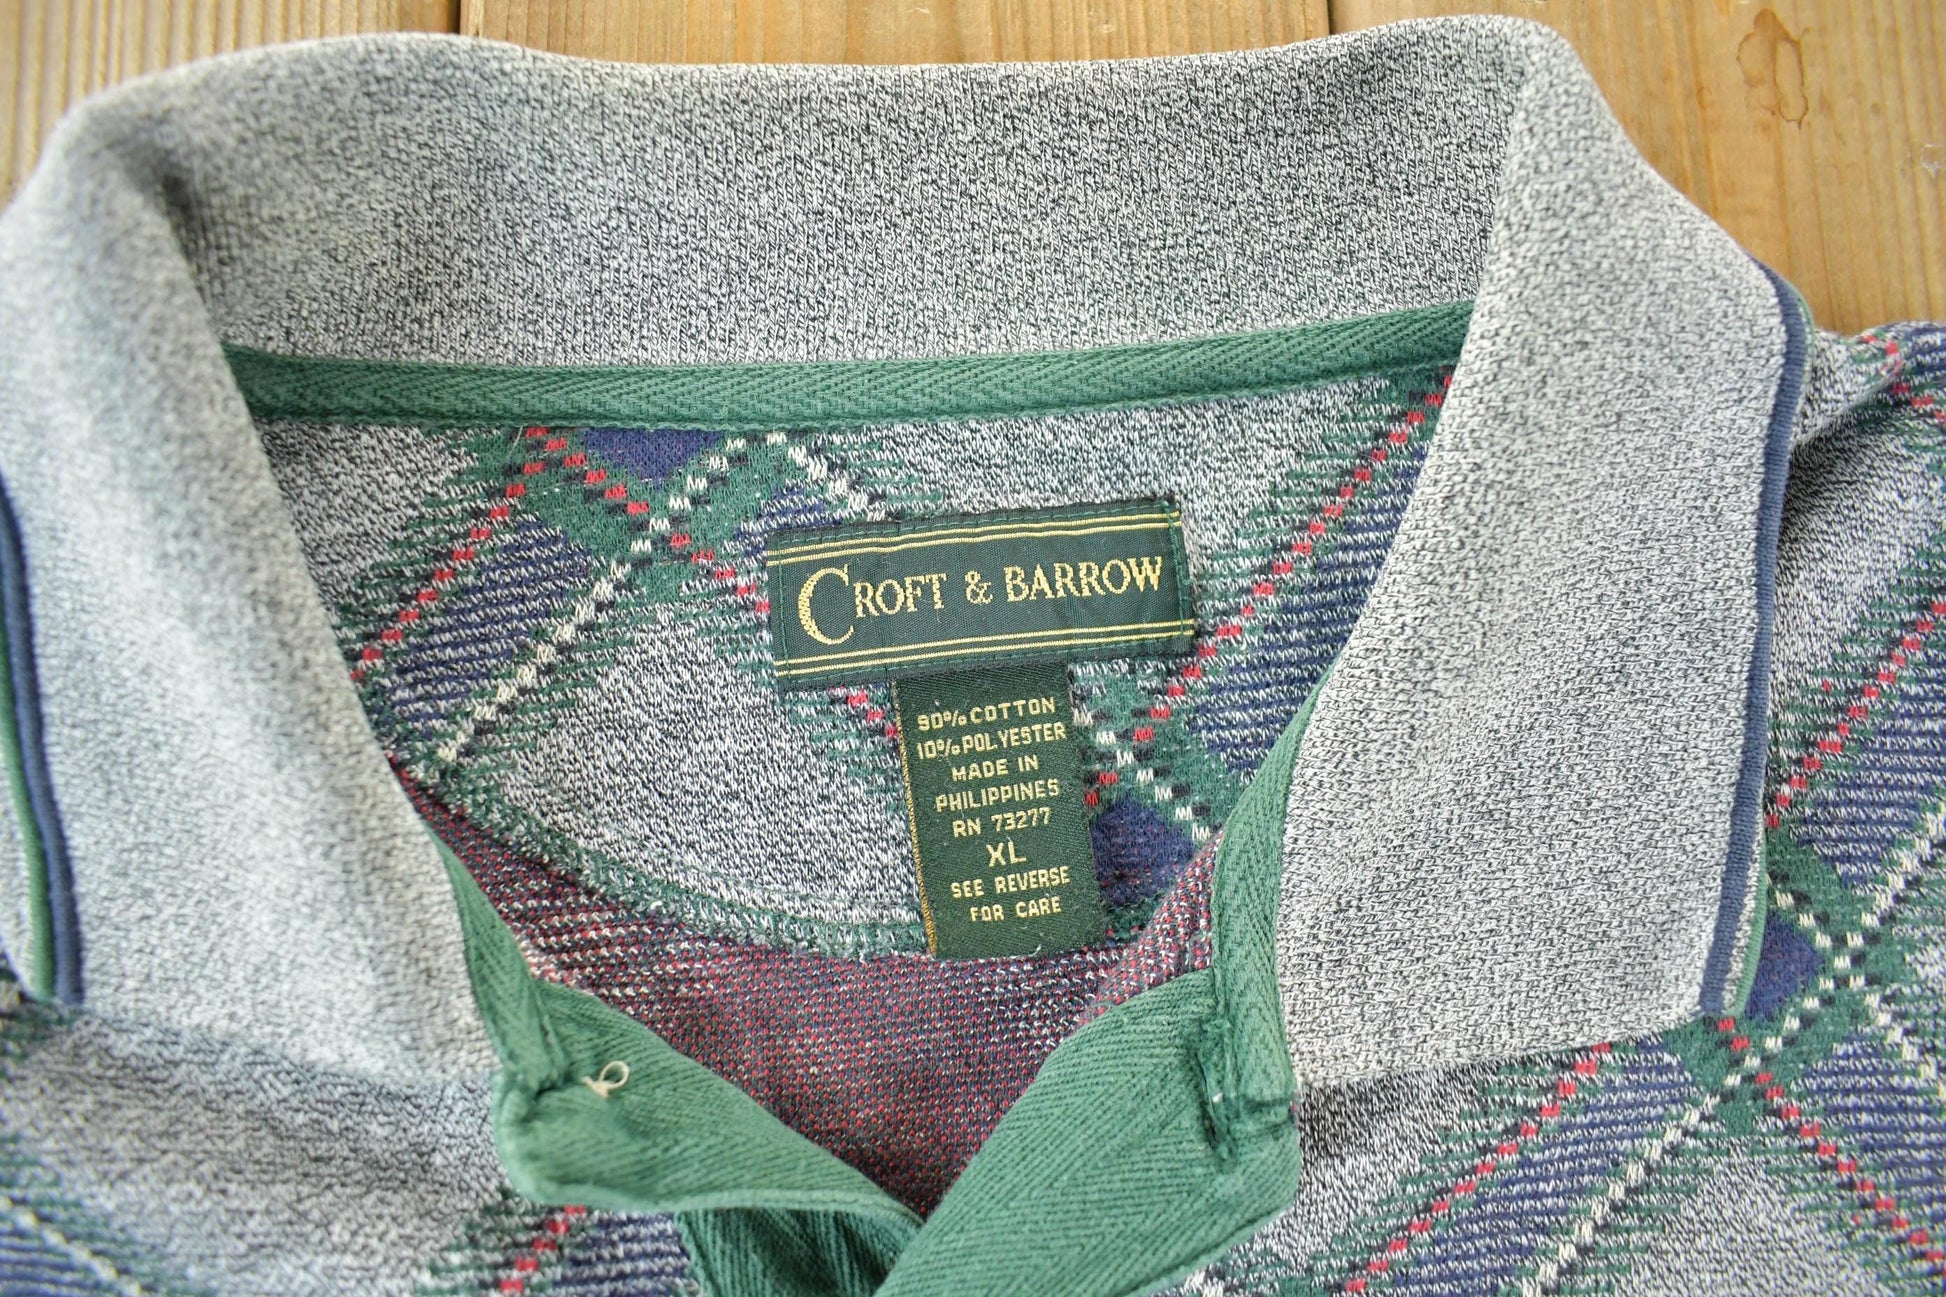 CROFT & BARROW
90% COTTON
10% POLYESTER
MADE IN
PHILIPPINES
RN 73277
XL
SEE REVERSE
FOR CARE